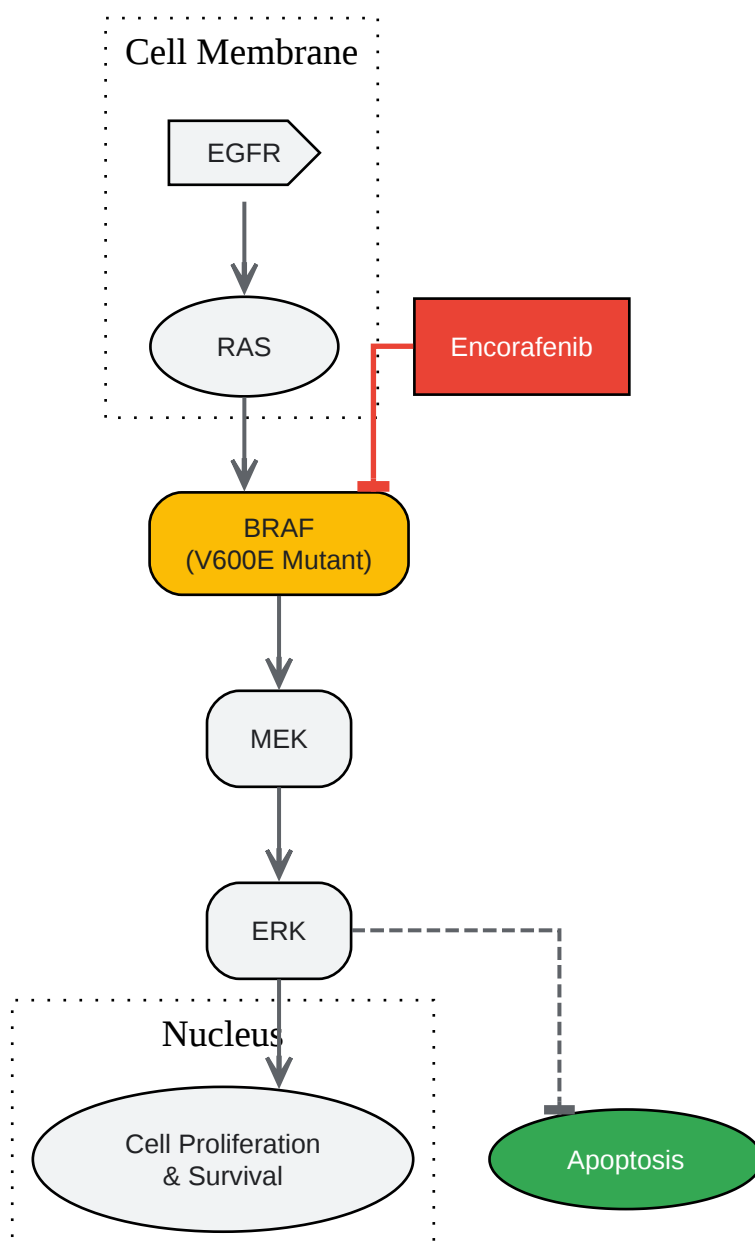 Cell Membrane
EGFR
RAS
Encorafenib
BRAF
(V600E Mutant)
MEK
ERK
Nucleus
Cell Proliferation
& Survival
Apoptosis